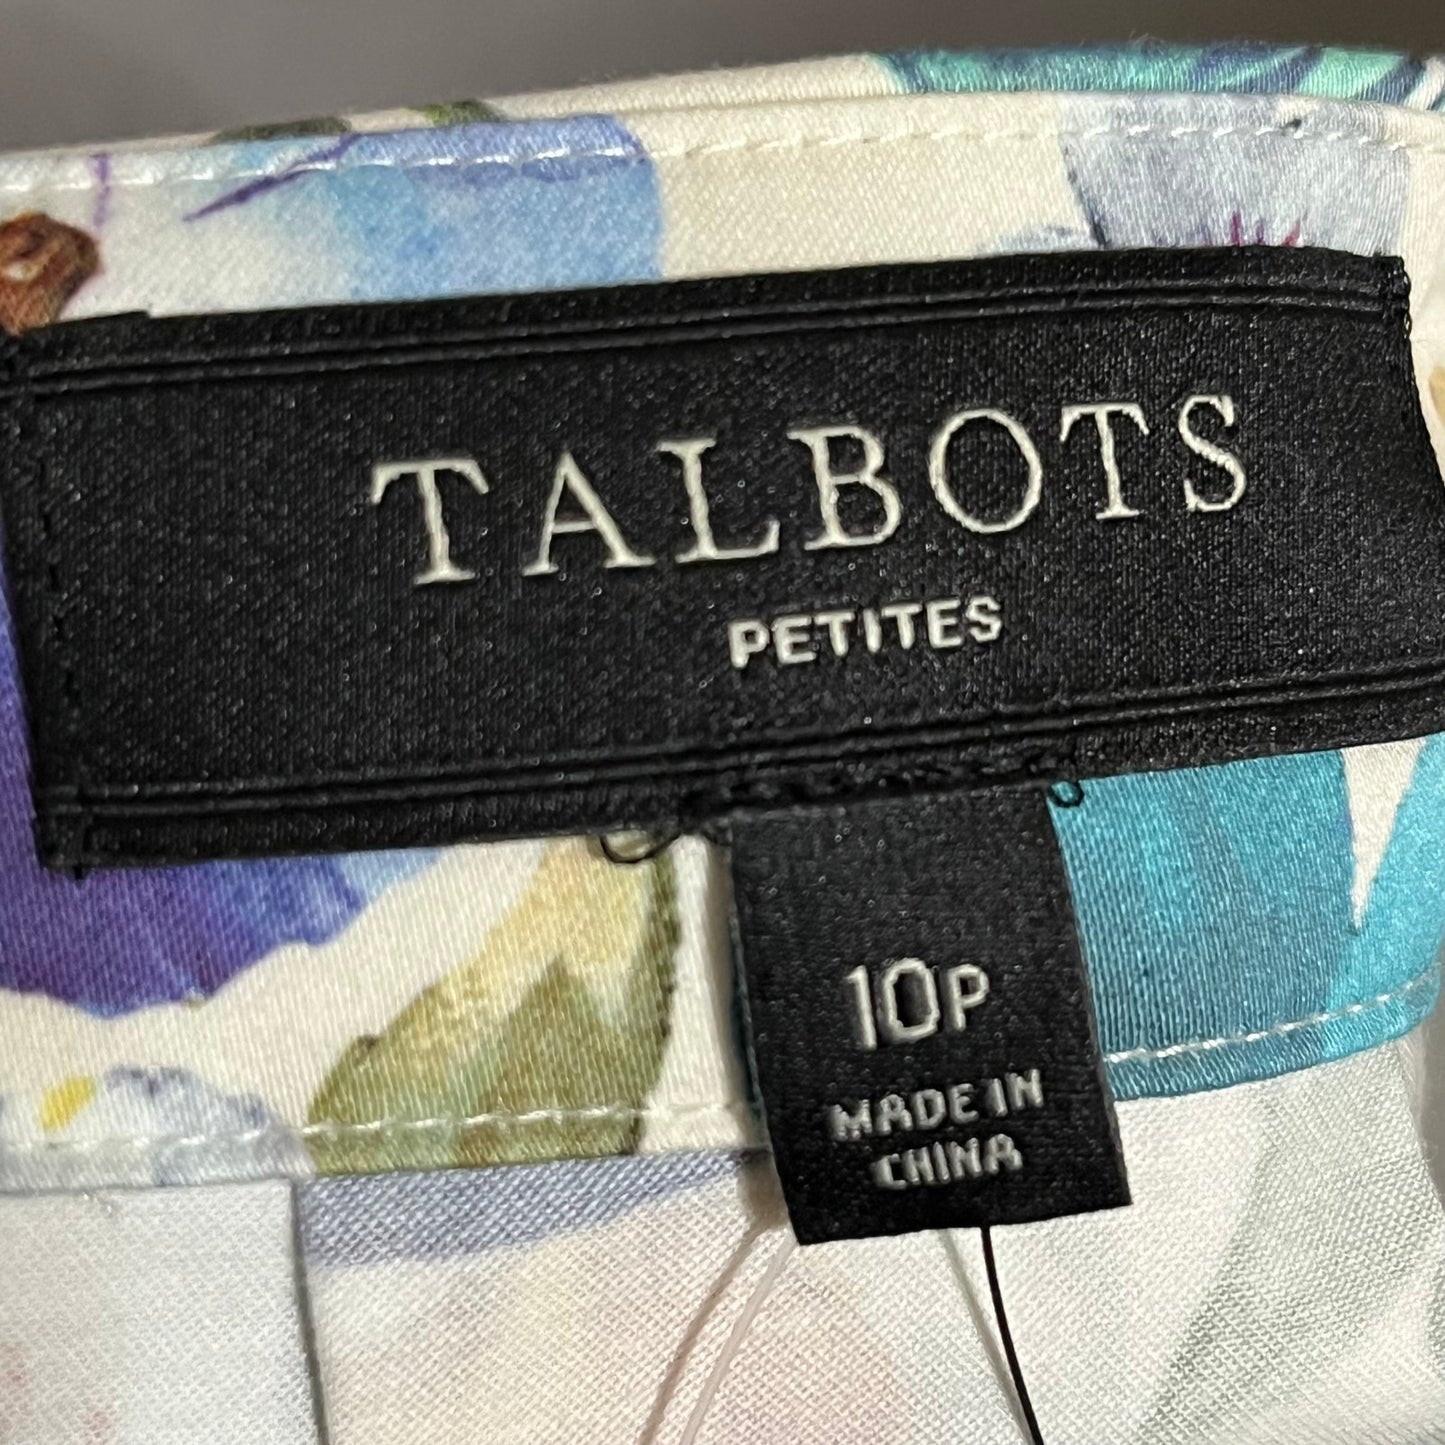 TALBOTS
PETITES
10P
MADE IN
CHINA